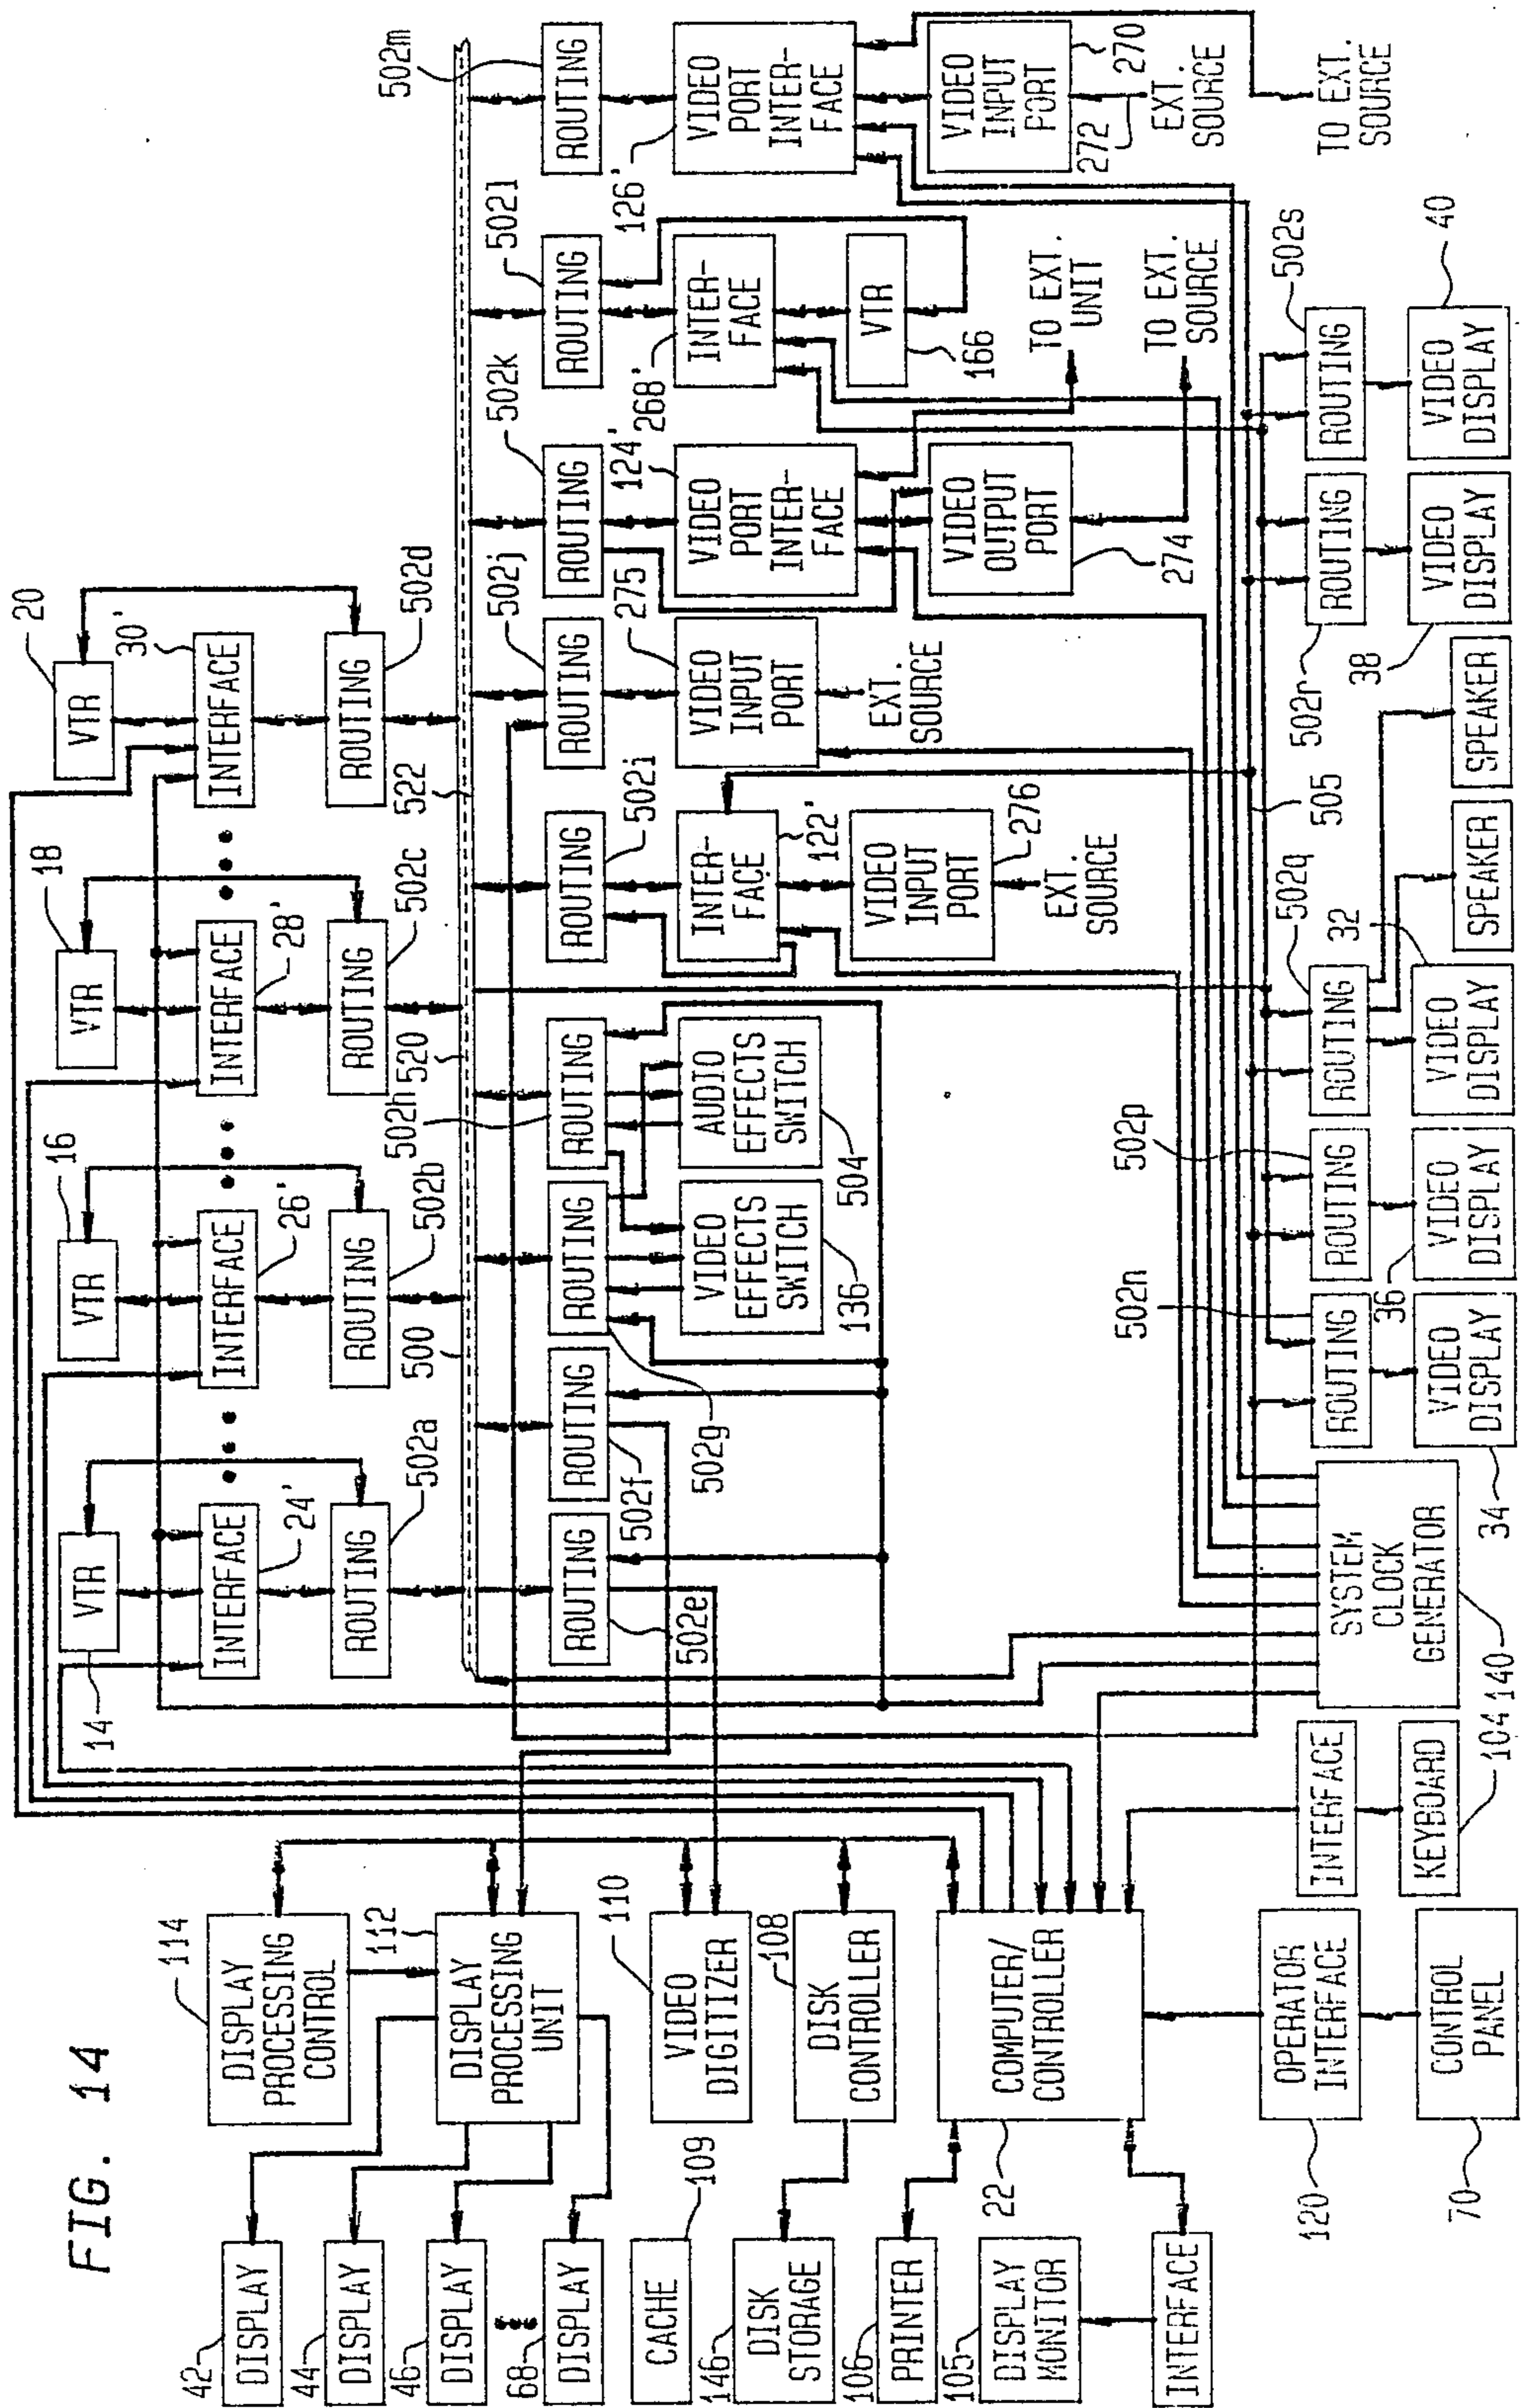 FIG. 14
42
DISPLAY
44
DISPLAY
46
DISPLAY
68
DISPLAY
CACHE
109
146
DISK
STORAGE
106
PRINTER
105
DISPLAY
MONITOR
INTERFACE
114
DISPLAY
PROCESSING
CONTROL
112
DISPLAY
PROCESSING
UNIT
110
VIDEO
DIGITIZER
108
DISK
CONTROLLER
COMPUTER/
CONTROLLER
22
OPERATOR
INTERFACE
120
CONTROL
PANEL
70
INTERFACE
KEYBOARD
104
140
SYSTEM
CLOCK
GENERATOR
14
VTR
INTERFACE
24'
ROUTING
502a
16
VTR
INTERFACE
26'
ROUTING
502b
18
VTR
INTERFACE
28'
ROUTING
502c
20
VTR
30'
INTERFACE
ROUTING
502d
500
520
522
ROUTING
502e
ROUTING
502f
ROUTING
502g
VIDEO
EFFECTS
SWITCH
136
502h
ROUTING
AUDIO
EFFECTS
SWITCH
504
ROUTING
502i
INTER-
FACE
122'
VIDEO
INPUT
PORT
276
EXT.
SOURCE
502j
ROUTING
275
VIDEO
INPUT
PORT
EXT.
SOURCE
502k
ROUTING
124'
VIDEO
PORT
INTER-
FACE
VIDEO
OUTPUT
PORT
274
TO EXT.
UNIT
TO EXT.
SOURCE
502l
ROUTING
268'
INTER-
FACE
VTR
166
502m
ROUTING
126'
VIDEO
PORT
INTER-
FACE
VIDEO
INPUT
PORT
270
272
EXT.
SOURCE
TO EXT.
SOURCE
505
502n
ROUTING
VIDEO
DISPLAY
34
502p
ROUTING
36
VIDEO
DISPLAY
502q
ROUTING
32
VIDEO
DISPLAY
SPEAKER
SPEAKER
502r
ROUTING
38
VIDEO
DISPLAY
502s
ROUTING
40
VIDEO
DISPLAY